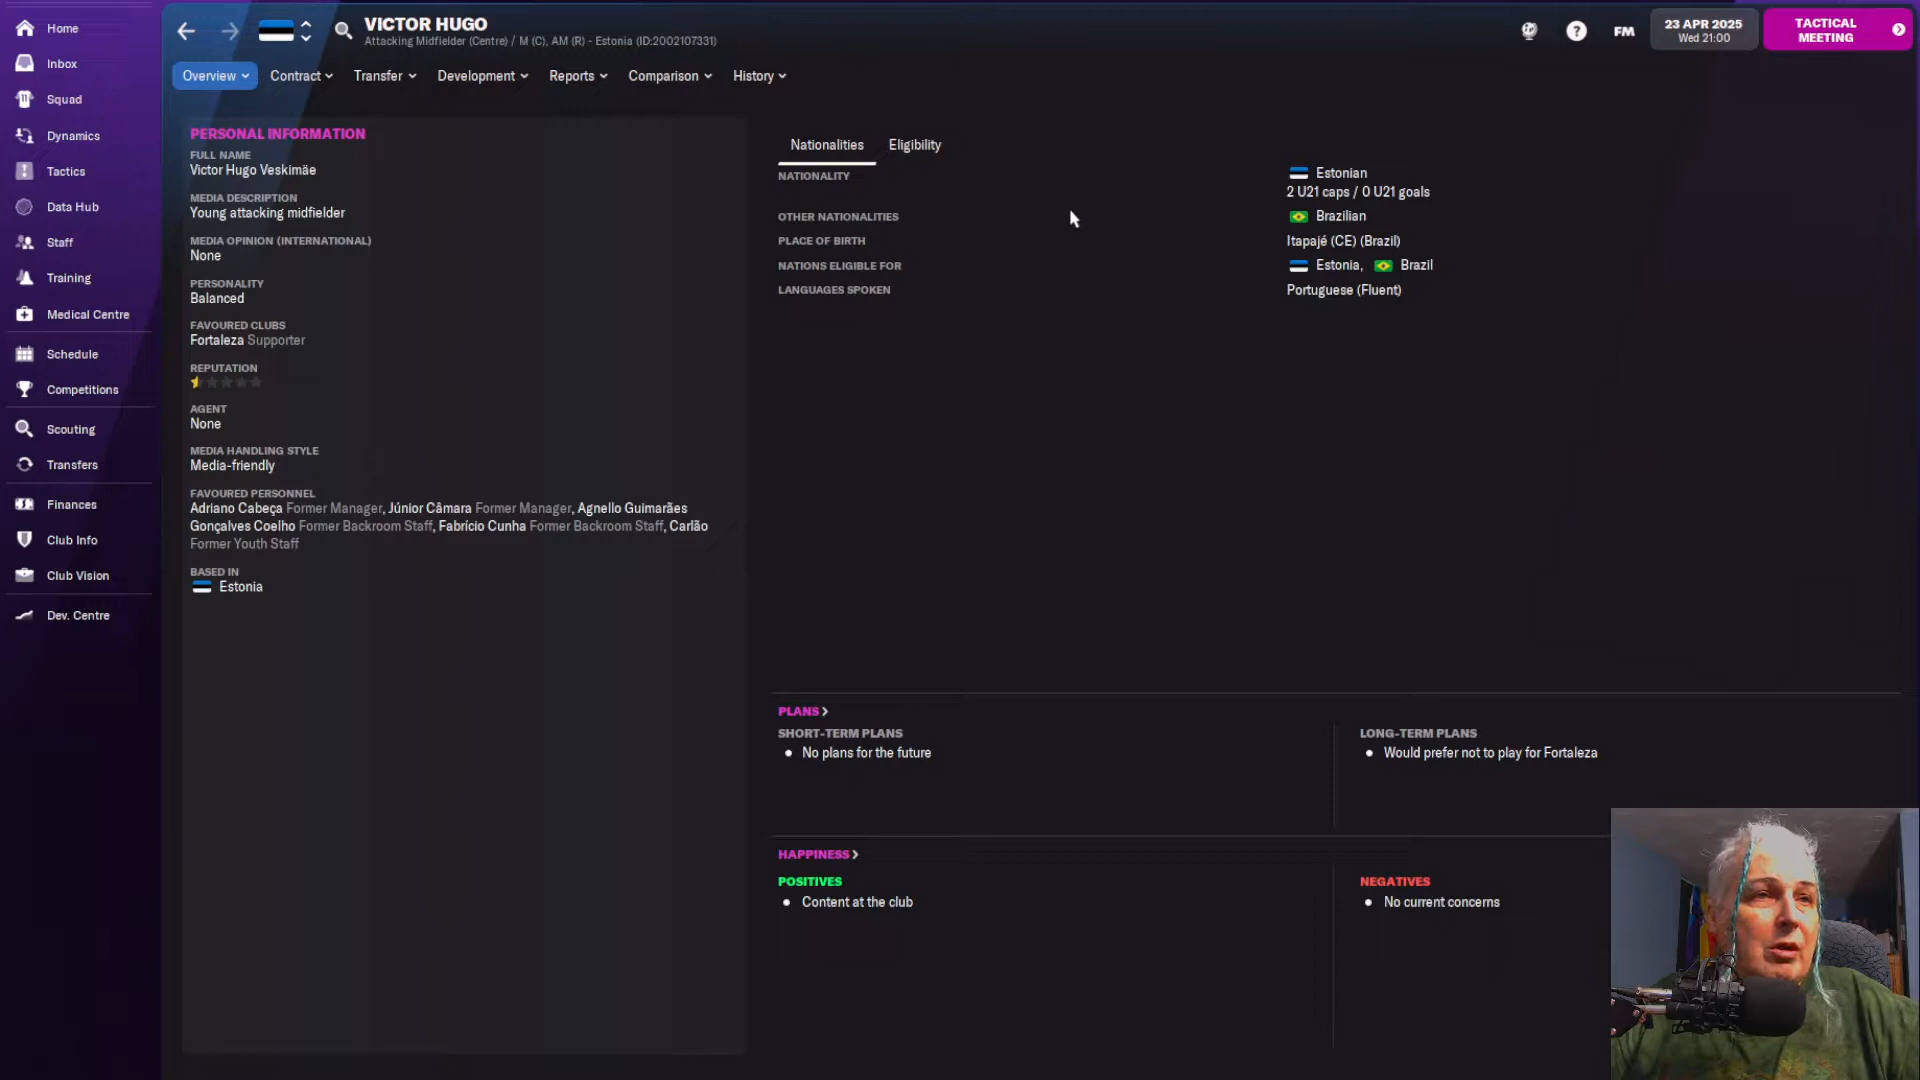 Home
Inbox
Squad
Dynamics
Tactics
Data Hub
Staff
Training
Medical Centre
Schedule
Competitions
Scouting
Transfers
Finances
Club Info
Club Vision
Dev. Centre
VICTOR HUGO
Attacking Midfielder (Centre) / M (C), AM (R) - Estonia (ID:2002107331)
FM
23 APR 2025
Wed 21:00
TACTICAL
MEETING
Overview
Contract
Transfer
Development
Reports
Comparison
History
PERSONAL INFORMATION
FULL NAME
Victor Hugo Veskimäe
MEDIA DESCRIPTION
Young attacking midfielder
MEDIA OPINION (INTERNATIONAL)
None
PERSONALITY
Balanced
FAVOURED CLUBS
Fortaleza Supporter
REPUTATION
AGENT
None
MEDIA HANDLING STYLE
Media-friendly
FAVOURED PERSONNEL
Adriano Cabeça Former Manager, Júnior Câmara Former Manager, Agnello Guimarães
Gonçalves Coelho Former Backroom Staff, Fabrício Cunha Former Backroom Staff, Carlão
Former Youth Staff
BASED IN
Estonia
Nationalities
Eligibility
NATIONALITY
Estonian
2 U21 caps / 0 U21 goals
OTHER NATIONALITIES
Brazilian
PLACE OF BIRTH
Itapajé (CE) (Brazil)
NATIONS ELIGIBLE FOR
Estonia, Brazil
LANGUAGES SPOKEN
Portuguese (Fluent)
PLANS
SHORT-TERM PLANS
No plans for the future
LONG-TERM PLANS
Would prefer not to play for Fortaleza
HAPPINESS
POSITIVES
Content at the club
NEGATIVES
No current concerns